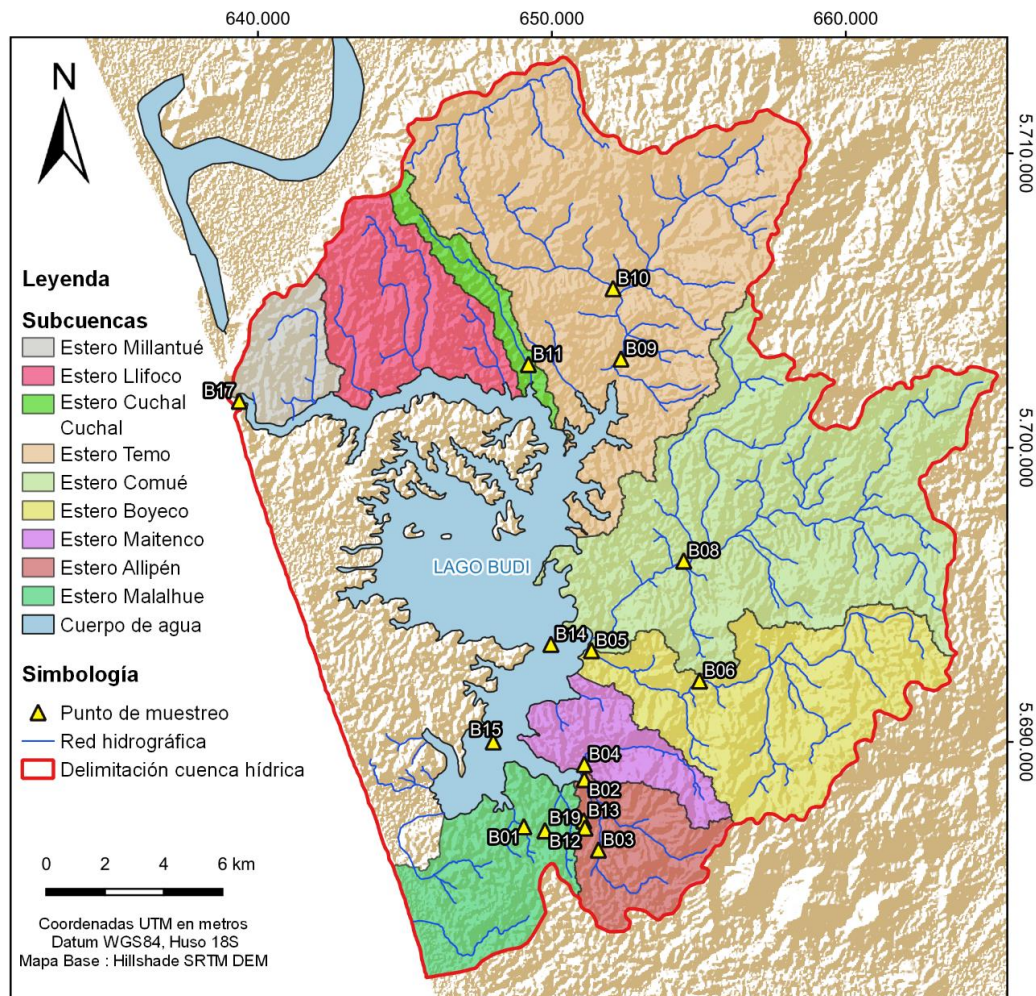 640.000
650.000
660.000
5.710.000
5.700.000
5.690.000
N
Leyenda
Subcuencas
Estero Millantué
Estero Llifoco
Estero Cuchal
Cuchal
Estero Temo
Estero Comué
Estero Boyeco
Estero Maitenco
Estero Allipén
Estero Malalhue
Cuerpo de agua
Simbología
Punto de muestreo
Red hidrográfica
Delimitación cuenca hídrica
0 2 4 6 km
Coordenadas UTM en metros
Datum WGS84, Huso 18S
Mapa Base : Hillshade SRTM DEM
B10
B09
B11
B17
B08
LAGO BUDI
B14
B05
B06
B15
B04
B02
B19
B13
B01
B12
B03